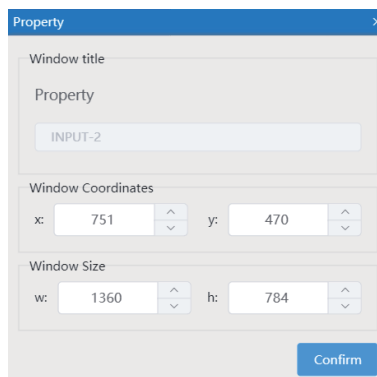 Property
Window title
Property
INPUT-2
Window Coordinates
x: 751 y: 470
Window Size
w: 1360 h: 784
Confirm